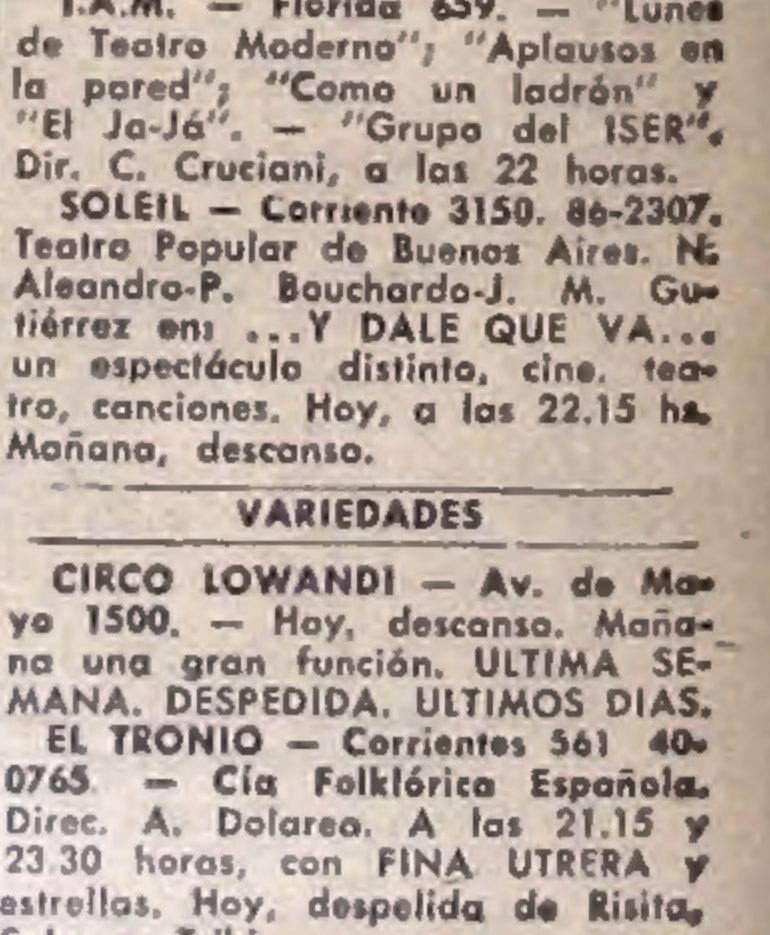 I.A.M. — Florida 659. — "Lunes
de Teatro Moderno"; "Aplausos en
la pared"; "Como un ladrón" y
"El Ja-Já". — "Grupo del ISER".
Dir. C. Cruciani, a las 22 horas.
SOLEIL — Corriente 3150. 86-2307.
Teatro Popular de Buenos Aires. N.
Aleandro-P. Bouchardo-J. M. Gu-
tiérrez en: ...Y DALE QUE VA...
un espectáculo distinto, cine, tea-
tro, canciones. Hoy, a las 22.15 hs.
Mañana, descanso.
VARIEDADES
CIRCO LOWANDI — Av. de Ma-
yo 1500. — Hoy, descanso. Maña-
na una gran función. ULTIMA SE-
MANA. DESPEDIDA. ULTIMOS DIAS.
EL TRONIO — Corrientes 561 40-
0765. — Cía Folklórica Española.
Direc. A. Dolarea. A las 21.15 y
23.30 horas, con FINA UTRERA y
estrellas. Hoy, despelida de Risita,